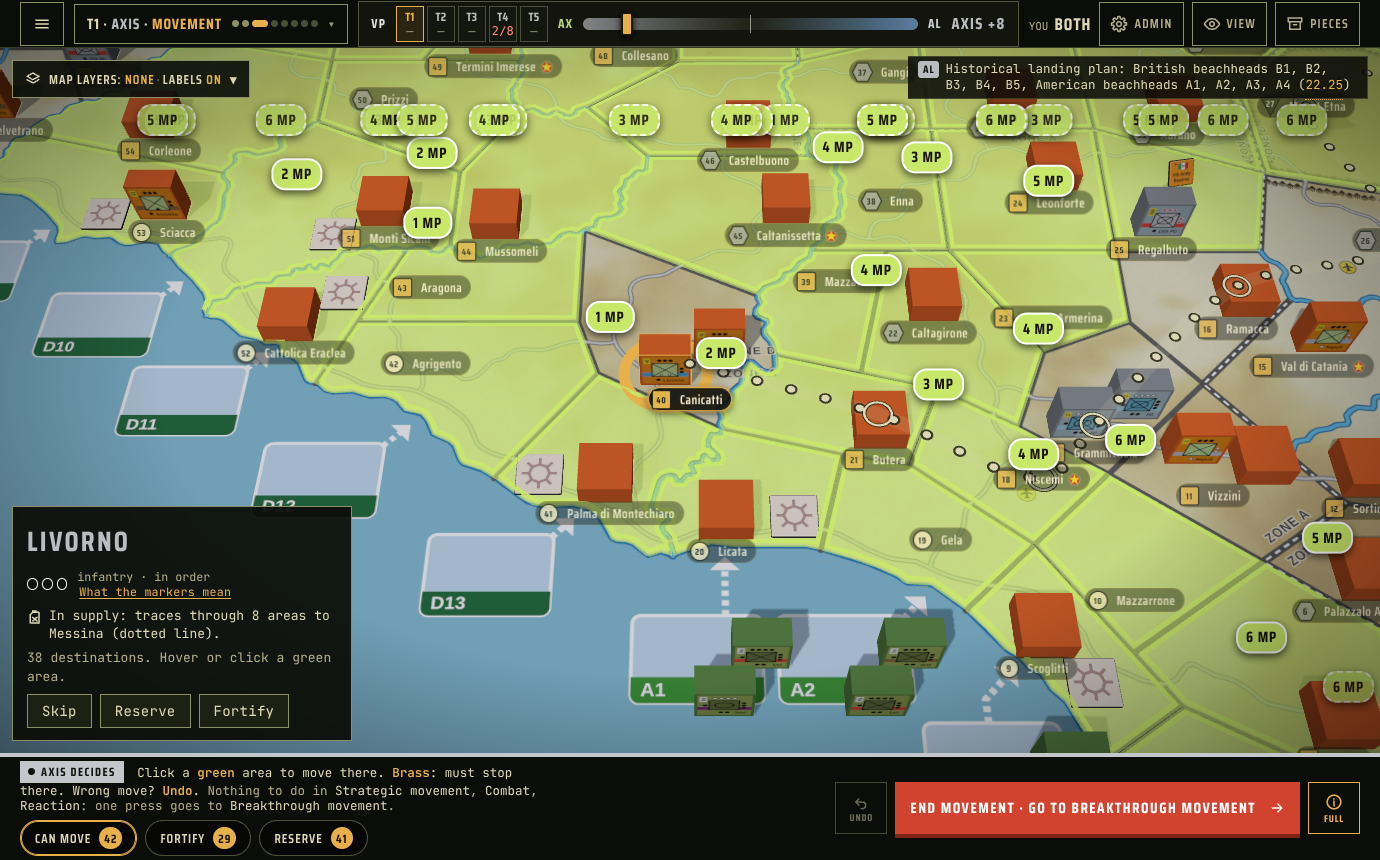 T1 · AXIS · MOVEMENT
VP
T1
—
T2
—
T3
—
T4
2/8
T5
—
AX
AL
AXIS +8
YOU BOTH
ADMIN
VIEW
PIECES
MAP LAYERS: NONE · LABELS ON
AL Historical landing plan: British beachheads B1, B2,
B3, B4, B5, American beachheads A1, A2, A3, A4 (22.25)
49 Termini Imerese
48 Collesano
37 Gangi
50 Prizzi
27
5 MP
6 MP
4 M
5 MP
4 MP
3 MP
4 MP
1 MP
5 MP
6 MP
3 MP
5
5 MP
6 MP
6 MP
54 Corleone
2 MP
2 MP
46 Castelbuono
4 MP
3 MP
5 MP
24 Leonforte
38 Enna
53 Sciacca
51 Monti Sicani
1 MP
44 Mussomeli
45 Caltanissetta
25 Regalbuto
26
43 Aragona
39 Mazz
4 MP
1 MP
22 Caltagirone
23
4 MP
16 Ramacca
D10
52 Cattolica Eraclea
42 Agrigento
2 MP
15 Val di Catania
3 MP
40 Canicatti
D11
21 Butera
4 MP
6 MP
18 Niscemi
11 Vizzini
D12
41 Palma di Montechiaro
12 Sorti
ZONE A
20 Licata
19 Gela
5 MP
D13
10 Mazzarrone
6 Palazzolo A
6 MP
9 Scoglitti
A1
A2
6 MP
LIVORNO
infantry · in order
What the markers mean
In supply: traces through 8 areas to
Messina (dotted line).
38 destinations. Hover or click a green
area.
Skip
Reserve
Fortify
AXIS DECIDES Click a green area to move there. Brass: must stop
there. Wrong move? Undo. Nothing to do in Strategic movement, Combat,
Reaction: one press goes to Breakthrough movement.
CAN MOVE 42
FORTIFY 29
RESERVE 41
UNDO
END MOVEMENT · GO TO BREAKTHROUGH MOVEMENT
FULL